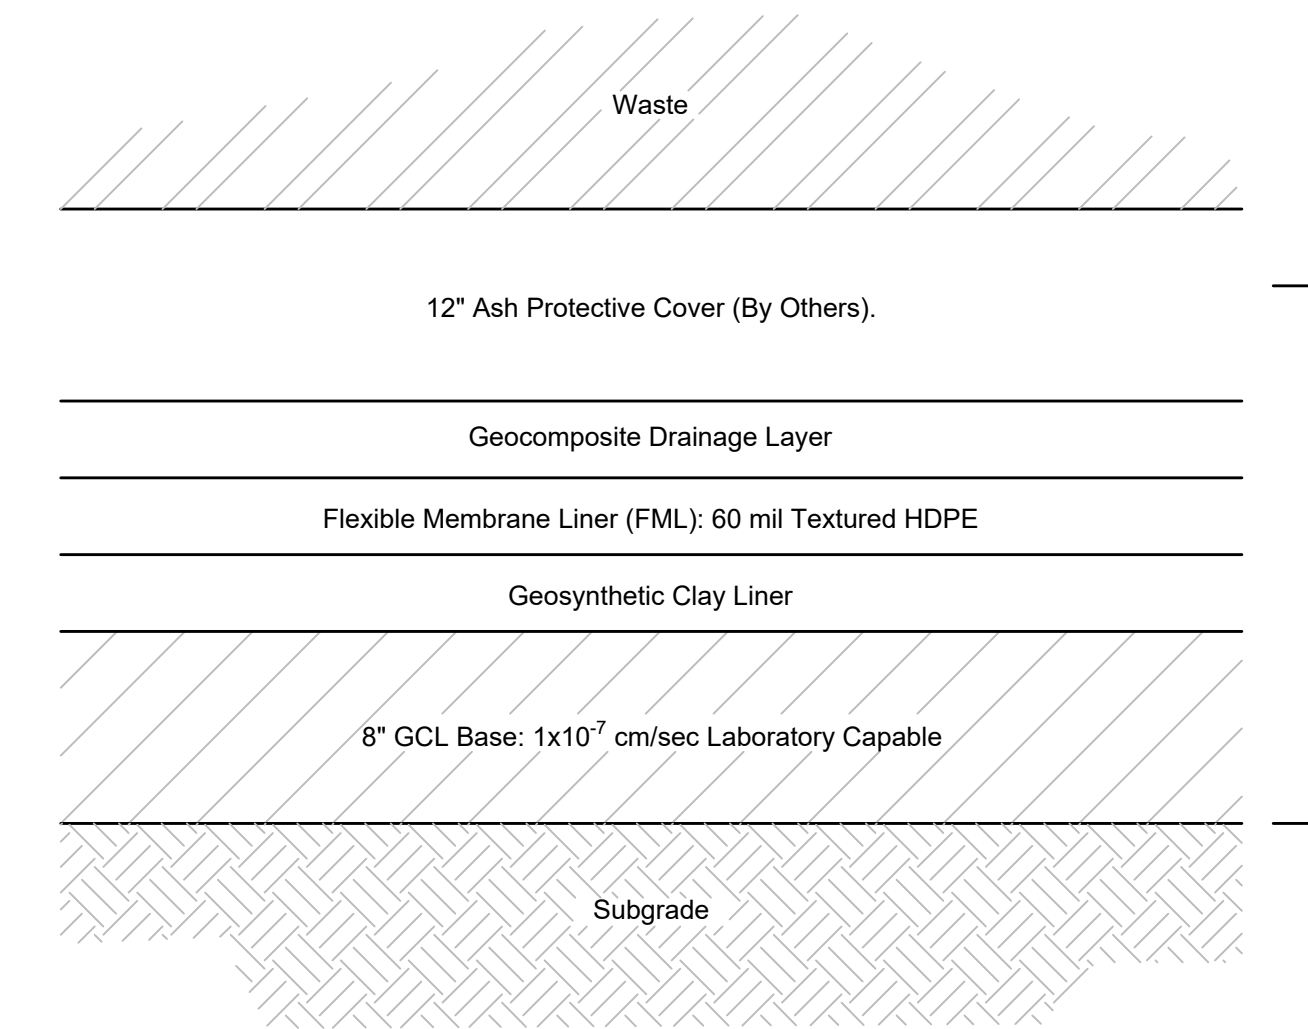 Waste
12" Ash Protective Cover (By Others).
Geocomposite Drainage Layer
Flexible Membrane Liner (FML): 60 mil Textured HDPE
Geosynthetic Clay Liner
8" GCL Base: 1x10⁻⁷ cm/sec Laboratory Capable
Subgrade